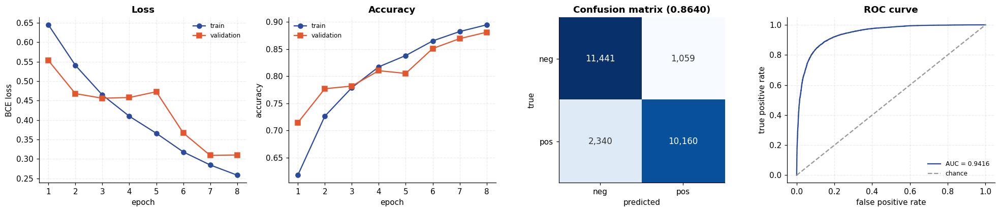 Loss
0.65
0.60
0.55
0.50
0.45
0.40
0.35
0.30
0.25
BCE loss
train
validation
1 2 3 4 5 6 7 8
epoch
Accuracy
0.90
0.85
0.80
0.75
0.70
0.65
accuracy
train
validation
1 2 3 4 5 6 7 8
epoch
Confusion matrix (0.8640)
true
neg
11,441 1,059
pos
2,340 10,160
neg pos
predicted
ROC curve
1.0
0.8
0.6
0.4
0.2
0.0
true positive rate
AUC = 0.9416
chance
0.0 0.2 0.4 0.6 0.8 1.0
false positive rate